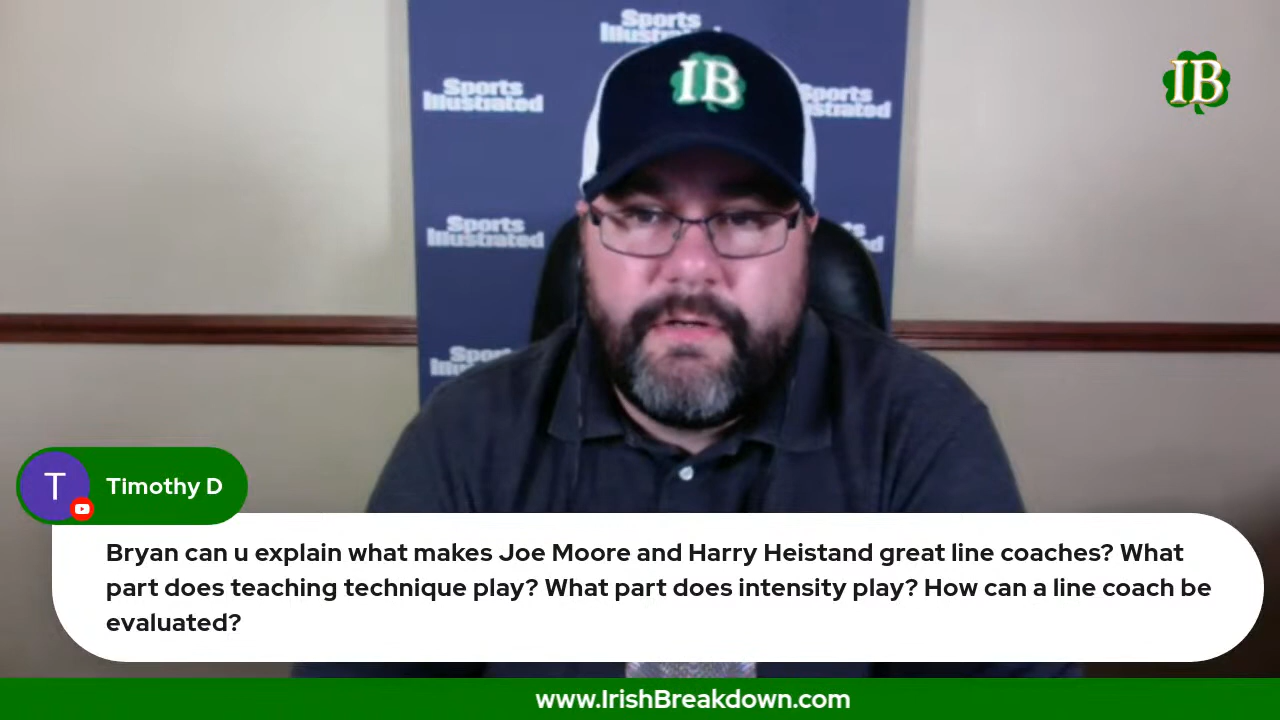 Sports
Illustrated
IB
IB
Sports
Illustrated
Sports
Illustrated
Sports
Illustrated
T
Timothy D
Bryan can u explain what makes Joe Moore and Harry Heistand great line coaches? What
part does teaching technique play? What part does intensity play? How can a line coach be
evaluated?
www.IrishBreakdown.com